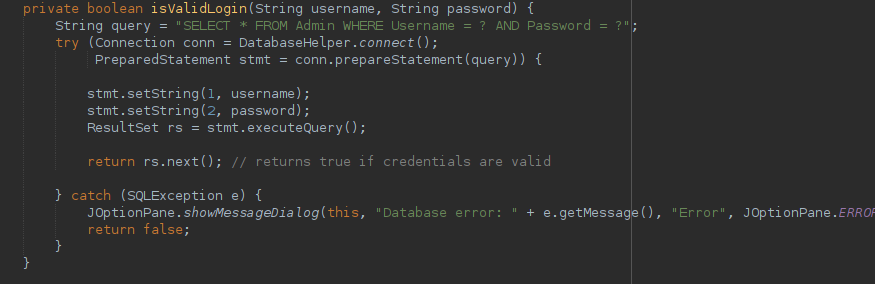 private boolean isValidLogin(String username, String password) {
String query = "SELECT * FROM Admin WHERE Username = ? AND Password = ?";
try (Connection conn = DatabaseHelper.connect();
PreparedStatement stmt = conn.prepareStatement(query)) {
stmt.setString(1, username);
stmt.setString(2, password);
ResultSet rs = stmt.executeQuery();
return rs.next(); // returns true if credentials are valid
} catch (SQLException e) {
JOptionPane.showMessageDialog(this, "Database error: " + e.getMessage(), "Error", JOptionPane.ERROR
return false;
}
}